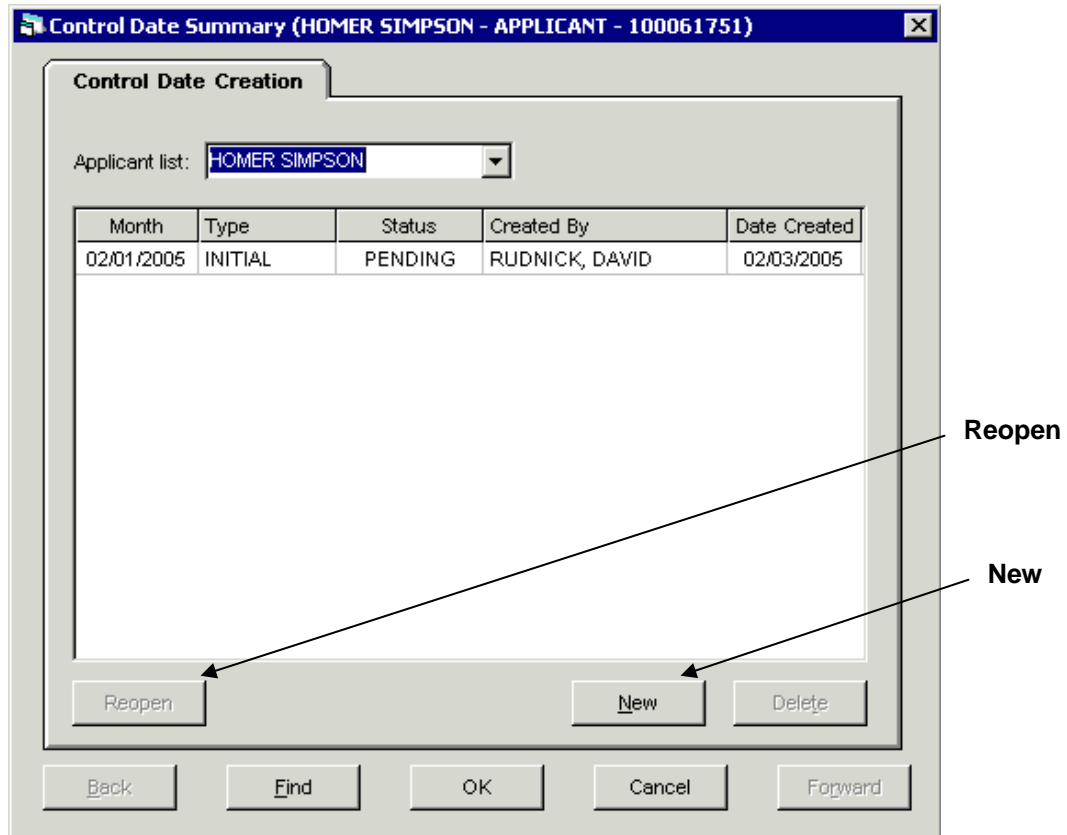 Control Date Summary (HOMER SIMPSON - APPLICANT - 100061751)
Control Date Creation
Applicant list: HOMER SIMPSON
Month Type Status Created By Date Created
02/01/2005 INITIAL PENDING RUDNICK, DAVID 02/03/2005
Reopen
New
Reopen New Delete
Back Find OK Cancel Forward